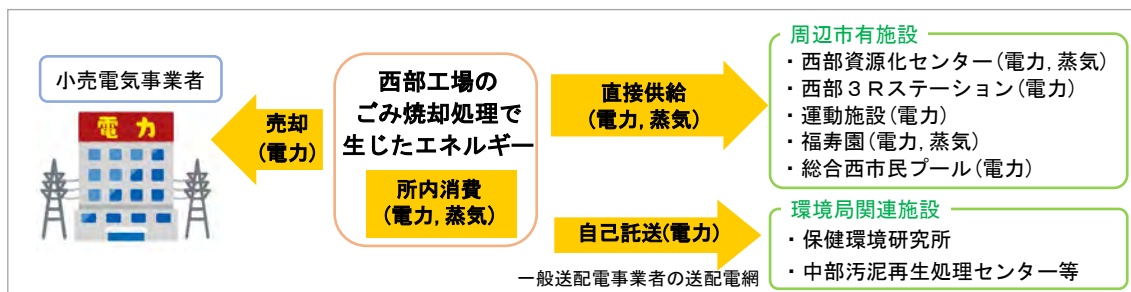 小売電気事業者
電力
売却
(電力)
西部工場の
ごみ焼却処理で
生じたエネルギー
所内消費
(電力,蒸気)
直接供給
(電力,蒸気)
自己託送(電力)
一般送配電事業者の送配電網
周辺市有施設
・西部資源化センター(電力,蒸気)
・西部3Rステーション(電力)
・運動施設(電力)
・福寿園(電力,蒸気)
・総合西市民プール(電力)
環境局関連施設
・保健環境研究所
・中部汚泥再生処理センター等